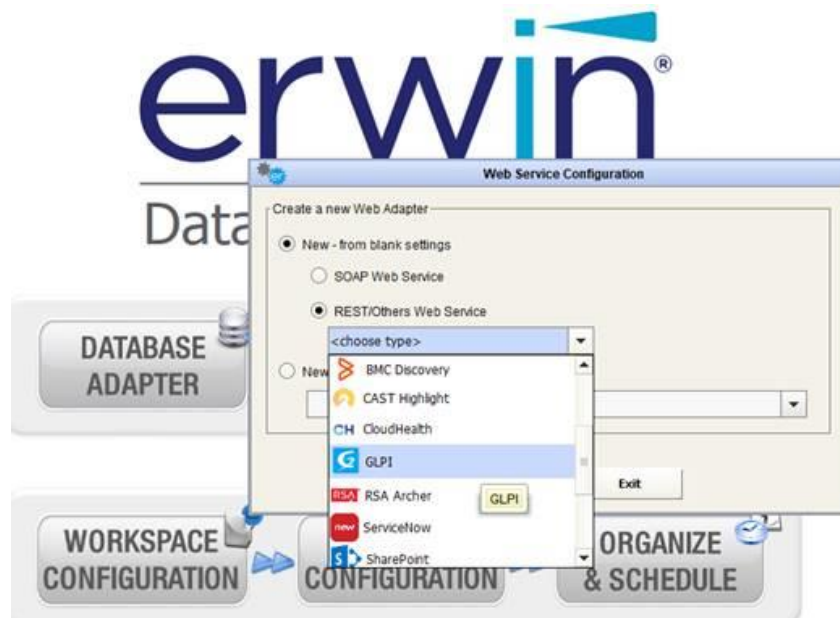 erwin®
Data
Web Service Configuration
Create a new Web Adapter
New - from blank settings
SOAP Web Service
REST/Others Web Service
<choose type>
New
BMC Discovery
CAST Highlight
CH CloudHealth
GLPI
RSA RSA Archer
GLPI
new ServiceNow
S SharePoint
Exit
DATABASE
ADAPTER
WORKSPACE
CONFIGURATION
CONFIGURATION
ORGANIZE
& SCHEDULE